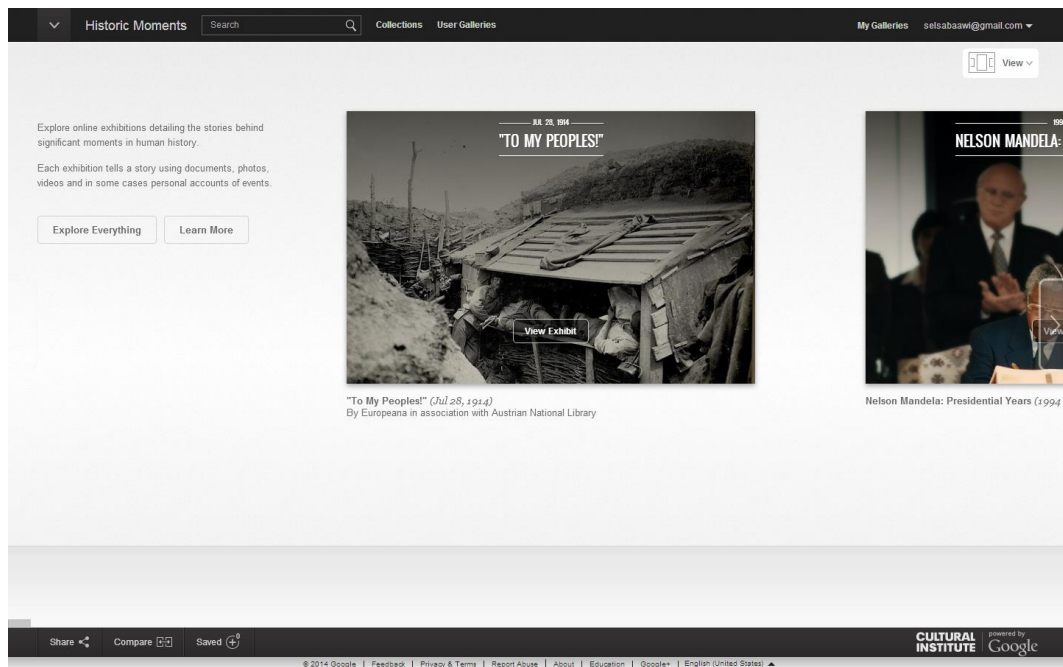 Historic Moments
Search
Collections
User Galleries
My Galleries
selsabaawi@gmail.com
View
Explore online exhibitions detailing the stories behind
significant moments in human history.
Each exhibition tells a story using documents, photos,
videos and in some cases personal accounts of events.
Explore Everything
Learn More
JUL 28, 1914
"TO MY PEOPLES!"
View Exhibit
"To My Peoples!" (Jul 28, 1914)
By Europeana in association with Austrian National Library
199
NELSON MANDELA:
View
Nelson Mandela: Presidential Years (1994
Share
Compare
Saved 0
CULTURAL INSTITUTE
powered by Google
© 2014 Google | Feedback | Privacy & Terms | Report Abuse | About | Education | Google+ | English (United States)